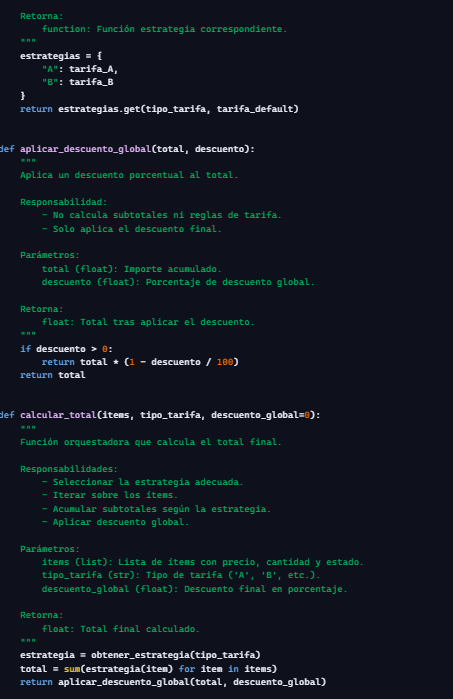 Retorna:
function: Función estrategia correspondiente.
"""
estrategias = {
"A": tarifa_A,
"B": tarifa_B
}
return estrategias.get(tipo_tarifa, tarifa_default)
def aplicar_descuento_global(total, descuento):
"""
Aplica un descuento porcentual al total.
Responsabilidad:
- No calcula subtotales ni reglas de tarifa.
- Solo aplica el descuento final.
Parámetros:
total (float): Importe acumulado.
descuento (float): Porcentaje de descuento global.
Retorna:
float: Total tras aplicar el descuento.
"""
if descuento > 0:
return total * (1 - descuento / 100)
return total
def calcular_total(items, tipo_tarifa, descuento_global=0):
"""
Función orquestadora que calcula el total final.
Responsabilidades:
- Seleccionar la estrategia adecuada.
- Iterar sobre los ítems.
- Acumular subtotales según la estrategia.
- Aplicar descuento global.
Parámetros:
items (list): Lista de ítems con precio, cantidad y estado.
tipo_tarifa (str): Tipo de tarifa ('A', 'B', etc.).
descuento_global (float): Descuento final en porcentaje.
Retorna:
float: Total final calculado.
"""
estrategia = obtener_estrategia(tipo_tarifa)
total = sum(estrategia(item) for item in items)
return aplicar_descuento_global(total, descuento_global)